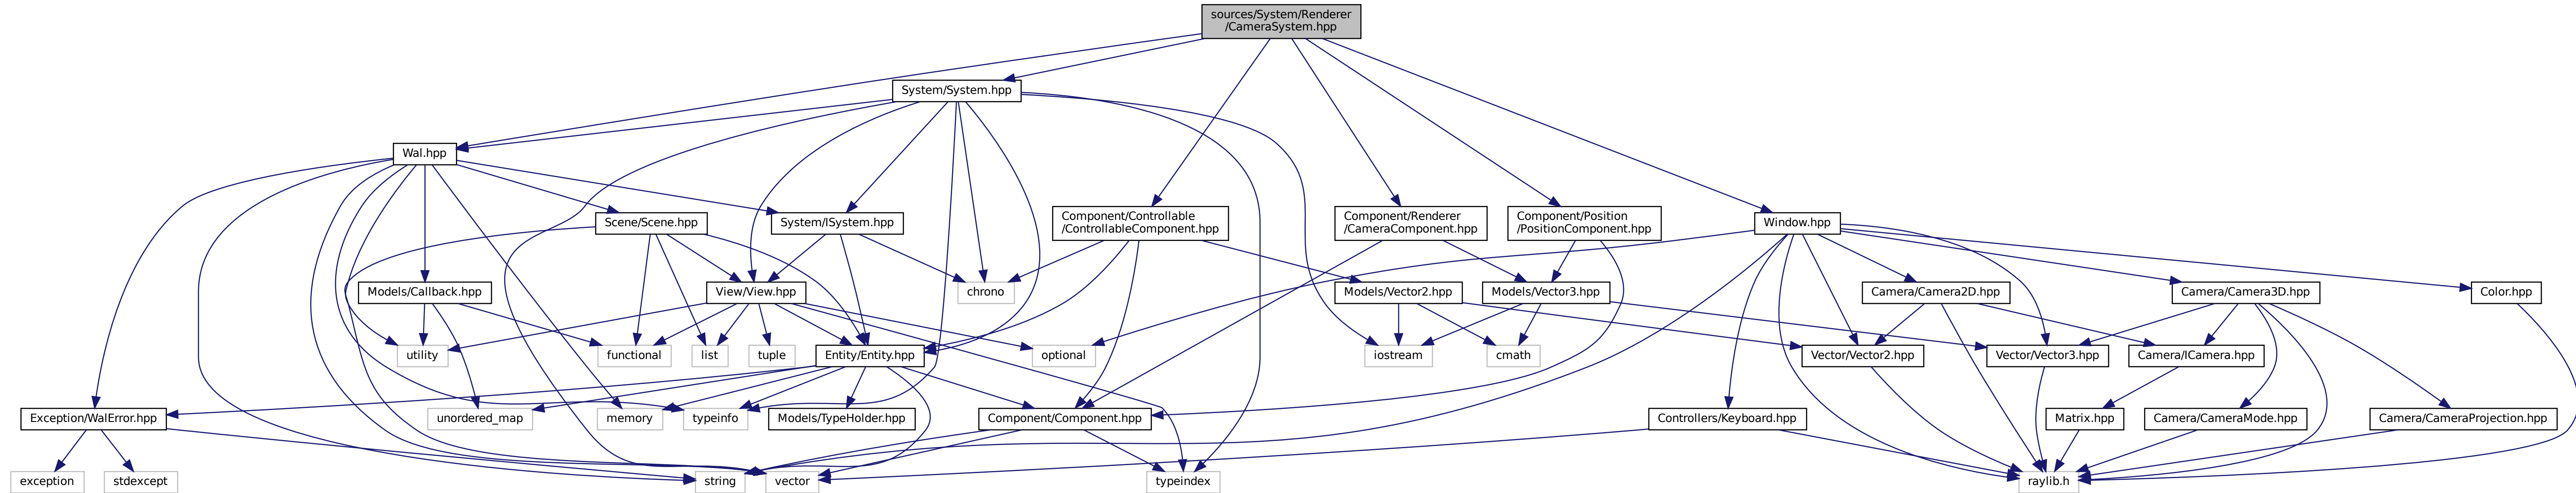 sources/System/Renderer
/CameraSystem.hpp
System/System.hpp
Wal.hpp
Scene/Scene.hpp
System/ISystem.hpp
Component/Controllable
/ControllableComponent.hpp
Component/Renderer
/CameraComponent.hpp
Component/Position
/PositionComponent.hpp
Window.hpp
Models/Callback.hpp
View/View.hpp
chrono
Models/Vector2.hpp
Models/Vector3.hpp
Camera/Camera2D.hpp
Camera/Camera3D.hpp
Color.hpp
utility
functional
list
tuple
Entity/Entity.hpp
optional
iostream
cmath
Vector/Vector2.hpp
Vector/Vector3.hpp
Camera/ICamera.hpp
Exception/WalError.hpp
unordered_map
memory
typeinfo
Models/TypeHolder.hpp
Component/Component.hpp
Controllers/Keyboard.hpp
Matrix.hpp
Camera/CameraMode.hpp
Camera/CameraProjection.hpp
exception
stdexcept
string
vector
typeindex
raylib.h